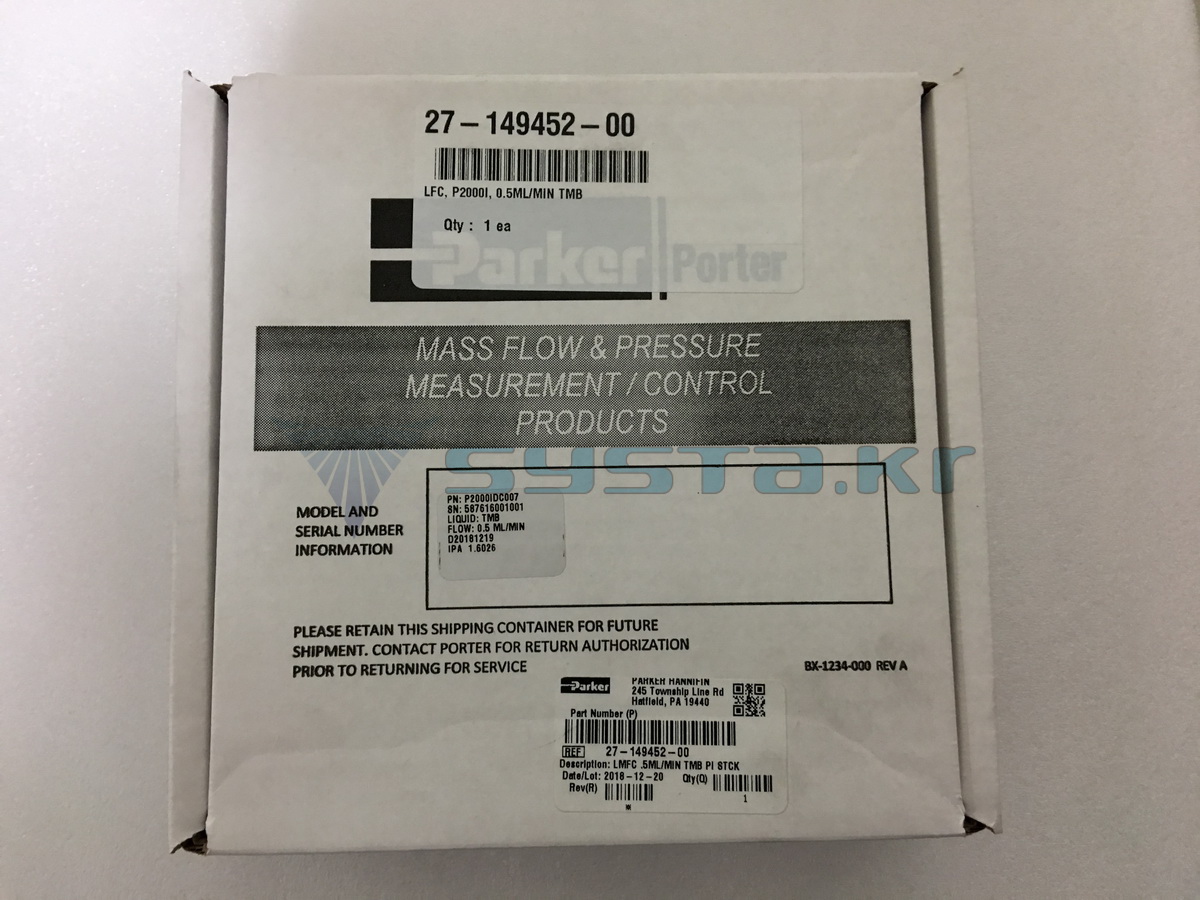 27-149452-00
LFC, P2000I, 0.5ML/MIN TMB
Qty : 1 ea
Parker Porter
MASS FLOW & PRESSURE
MEASUREMENT / CONTROL
PRODUCTS
systa.kr
MODEL AND
SERIAL NUMBER
INFORMATION
PN: P2000IDC007
SN: 587616001001
LIQUID: TMB
FLOW: 0.5 ML/MIN
D20181219
IPA 1.6026
PLEASE RETAIN THIS SHIPPING CONTAINER FOR FUTURE
SHIPMENT. CONTACT PORTER FOR RETURN AUTHORIZATION
PRIOR TO RETURNING FOR SERVICE
BX-1234-000 REV A
Parker
PARKER HANNIFIN
245 Township Line Rd
Hatfield, PA 19440
Part Number (P)
REF 27-149452-00
Description: LMFC .5ML/MIN TMB PI STCK
Date/Lot: 2018-12-20 Qty(Q)
Rev(R)
1